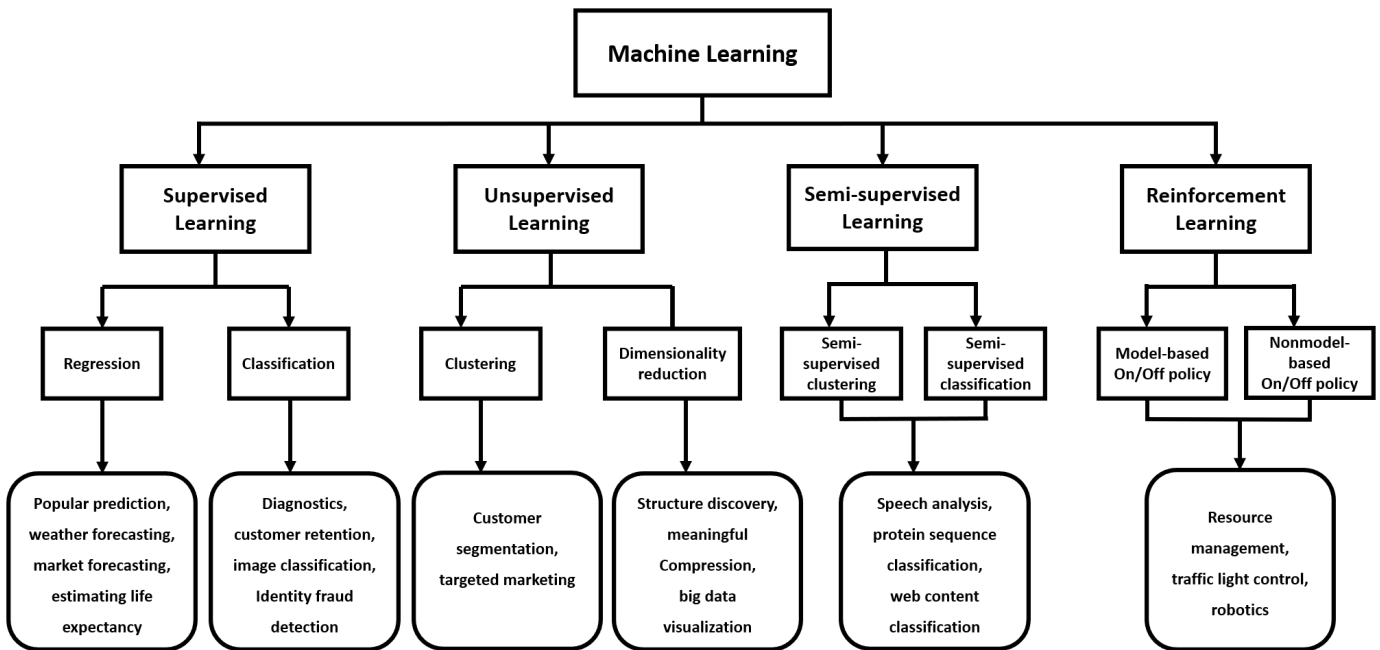 Machine Learning
Supervised
Learning
Unsupervised
Learning
Semi-supervised
Learning
Reinforcement
Learning
Regression
Classification
Clustering
Dimensionality
reduction
Semi-
supervised
clustering
Semi-
supervised
classification
Model-based
On/Off policy
Nonmodel-
based
On/Off policy
Popular prediction,
weather forecasting,
market forecasting,
estimating life
expectancy
Diagnostics,
customer retention,
image classification,
Identity fraud
detection
Customer
segmentation,
targeted marketing
Structure discovery,
meaningful
Compression,
big data
visualization
Speech analysis,
protein sequence
classification,
web content
classification
Resource
management,
traffic light control,
robotics